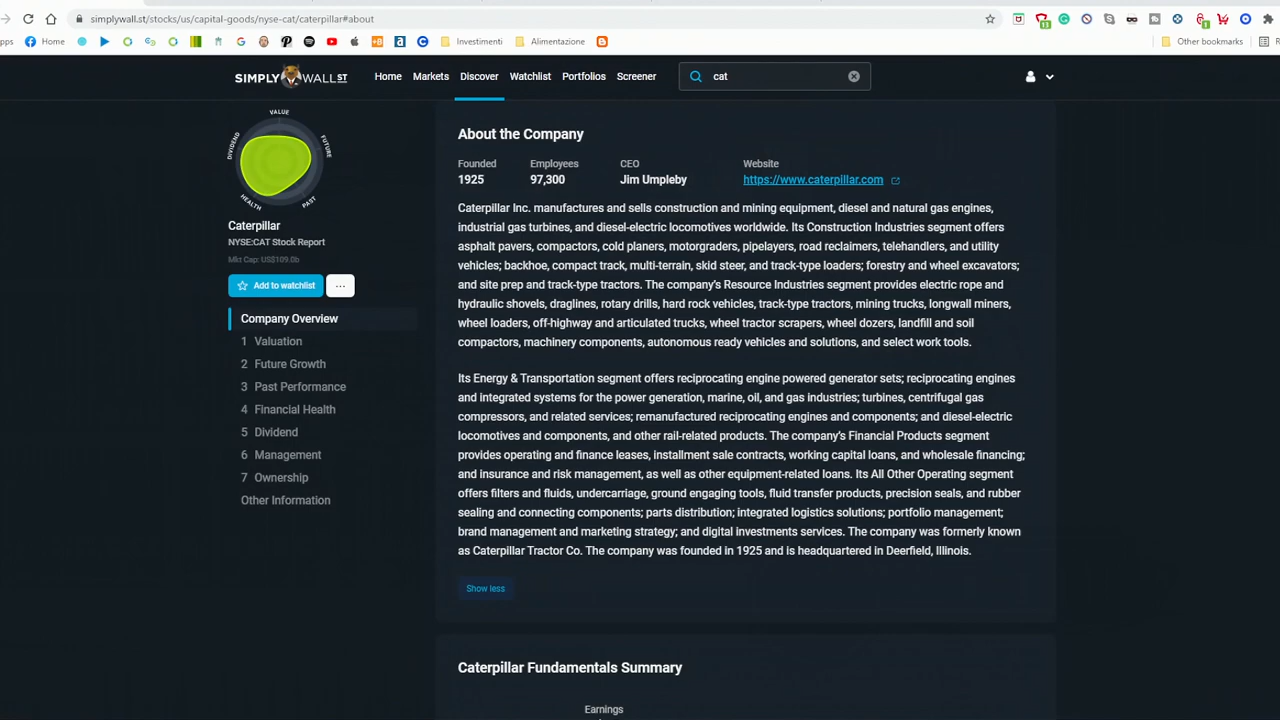 simplywall.st/stocks/us/capital-goods/nyse-cat/caterpillar#about
Home
Investimenti
Alimentazione
Other bookmarks
SIMPLY WALL ST
Home Markets Discover Watchlist Portfolios Screener
cat
VALUE
FUTURE
PAST
HEALTH
DIVIDEND
Caterpillar
NYSE:CAT Stock Report
Mkt Cap: US$109.0b
Add to watchlist
...
Company Overview
1 Valuation
2 Future Growth
3 Past Performance
4 Financial Health
5 Dividend
6 Management
7 Ownership
Other Information
About the Company
Founded Employees CEO Website
1925 97,300 Jim Umpleby https://www.caterpillar.com
Caterpillar Inc. manufactures and sells construction and mining equipment, diesel and natural gas engines,
industrial gas turbines, and diesel-electric locomotives worldwide. Its Construction Industries segment offers
asphalt pavers, compactors, cold planers, motorgraders, pipelayers, road reclaimers, telehandlers, and utility
vehicles; backhoe, compact track, multi-terrain, skid steer, and track-type loaders; forestry and wheel excavators;
and site prep and track-type tractors. The company's Resource Industries segment provides electric rope and
hydraulic shovels, draglines, rotary drills, hard rock vehicles, track-type tractors, mining trucks, longwall miners,
wheel loaders, off-highway and articulated trucks, wheel tractor scrapers, wheel dozers, landfill and soil
compactors, machinery components, autonomous ready vehicles and solutions, and select work tools.
Its Energy & Transportation segment offers reciprocating engine powered generator sets; reciprocating engines
and integrated systems for the power generation, marine, oil, and gas industries; turbines, centrifugal gas
compressors, and related services; remanufactured reciprocating engines and components; and diesel-electric
locomotives and components, and other rail-related products. The company's Financial Products segment
provides operating and finance leases, installment sale contracts, working capital loans, and wholesale financing;
and insurance and risk management, as well as other equipment-related loans. Its All Other Operating segment
offers filters and fluids, undercarriage, ground engaging tools, fluid transfer products, precision seals, and rubber
sealing and connecting components; parts distribution; integrated logistics solutions; portfolio management;
brand management and marketing strategy; and digital investments services. The company was formerly known
as Caterpillar Tractor Co. The company was founded in 1925 and is headquartered in Deerfield, Illinois.
Show less
Caterpillar Fundamentals Summary
Earnings